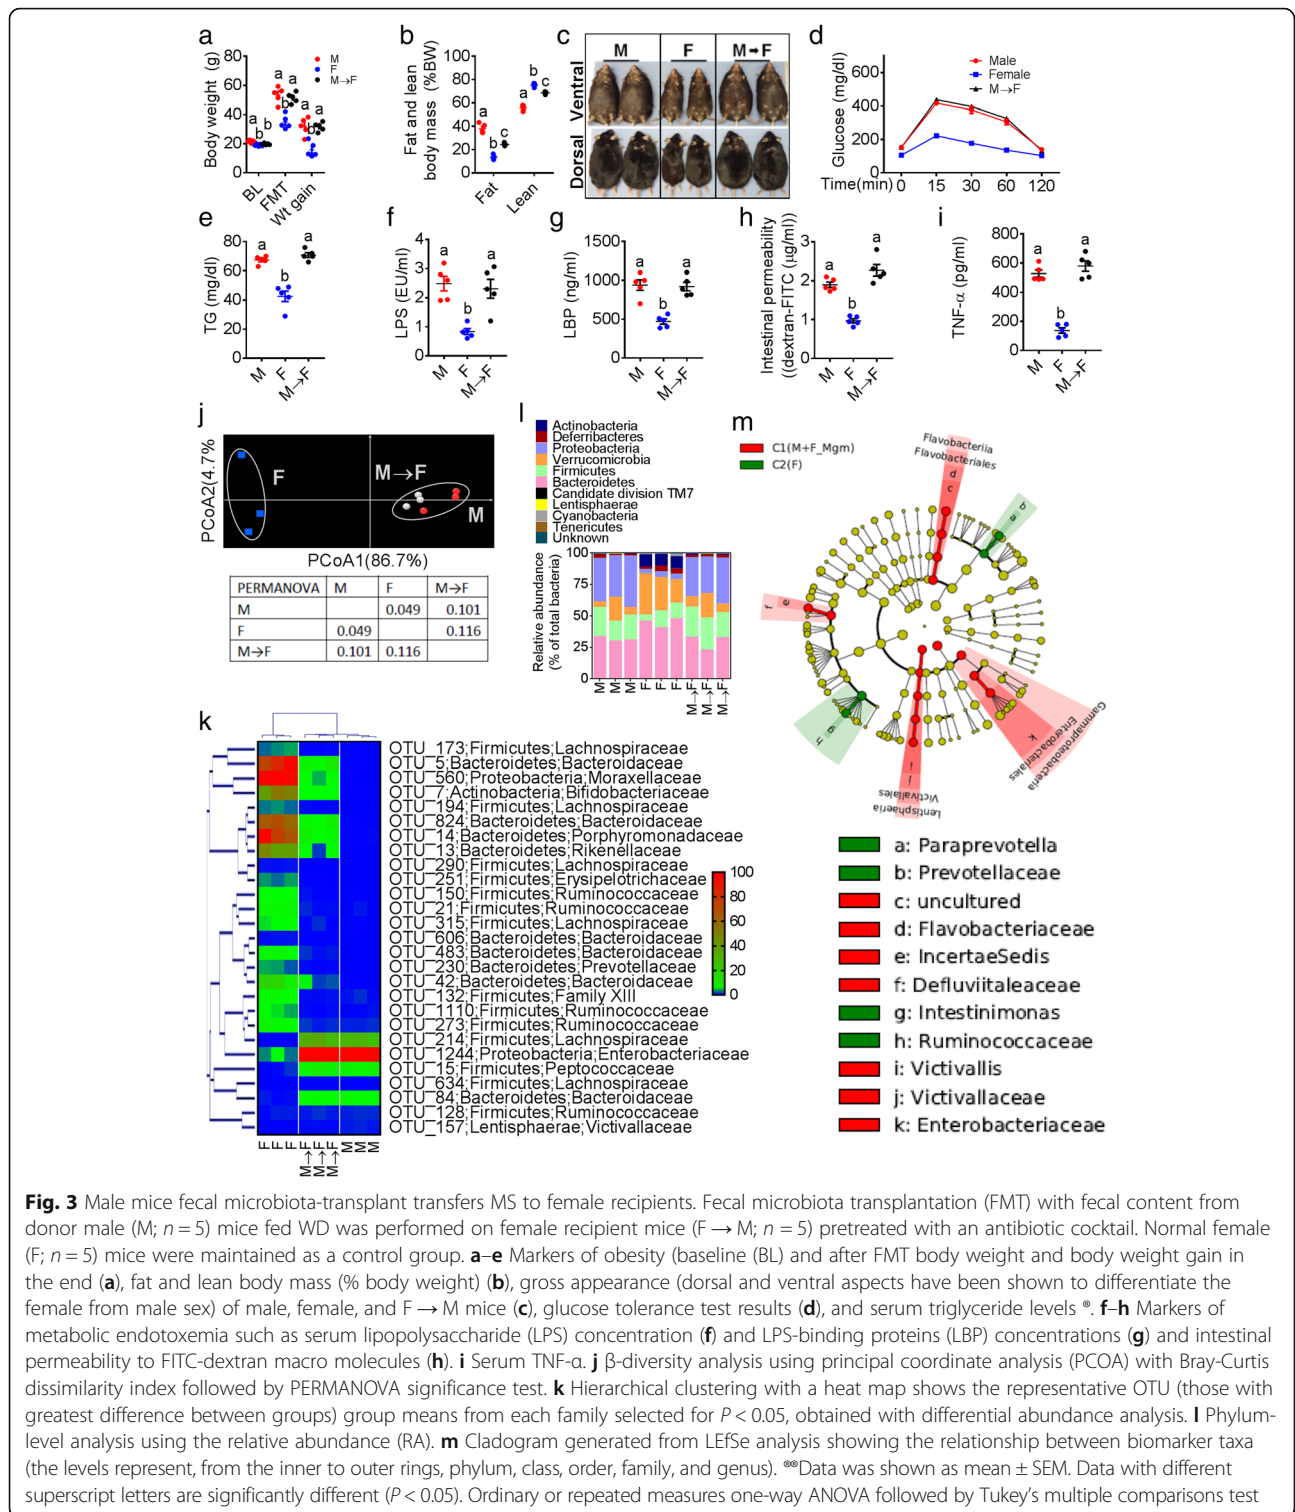 a
Body weight (g)
80
60
40
20
0
M
F
M→F
a b b
a b a
a b a
BL
FMT
Wt gain
b
Fat and lean
body mass (%BW)
100
80
60
40
20
0
a b c
a b c
Fat
Lean
c
M F M➡F
Ventral
Dorsal
d
Glucose (mg/dl)
600
400
200
0
Male
Female
M→F
Time(min) 0 15 30 60 120
e
TG (mg/dl)
80
60
40
20
0
a b a
M F M→F
f
LPS (EU/ml)
4
3
2
1
0
a b a
M F M→F
g
LBP (ng/ml)
1500
1000
500
0
a b a
M F M→F
h
Intestinal permeability
((dextran-FITC (µg/ml))
3
2
1
0
a b a
M F M→F
i
TNF-α (pg/ml)
800
600
400
200
0
a b a
M F M→F
j
PCoA2(4.7%
F
M→F
M
PCoA1(86.7%)
PERMANOVA M F M→F
M 0.049 0.101
F 0.049 0.116
M→F 0.101 0.116
l
Actinobacteria
Deferribacteres
Proteobacteria
Verrucomicrobia
Firmicutes
Bacteroidetes
Candidate division TM7
Lentisphaerae
Cyanobacteria
Tenericutes
Unknown
Relative abundance
(% of total bacteria)
100
75
50
25
0
M M M F F F M→F M→F M→F
m
C1(M+F_Mgm)
C2(F)
Flavobacteriia
Flavobacteriales
d
c
b
a
e
f
g
h
i
j
Victivallales
Lentisphaeria
k
Enterobacteriales
Gammaproteobacteria
a: Paraprevotella
b: Prevotellaceae
c: uncultured
d: Flavobacteriaceae
e: IncertaeSedis
f: Defluviitaleaceae
g: Intestinimonas
h: Ruminococcaceae
i: Victivallis
j: Victivallaceae
k: Enterobacteriaceae
k
OTU_173;Firmicutes;Lachnospiraceae
OTU_5;Bacteroidetes;Bacteroidaceae
OTU_560;Proteobacteria;Moraxellaceae
OTU_7;Actinobacteria;Bifidobacteriaceae
OTU_194;Firmicutes;Lachnospiraceae
OTU_824;Bacteroidetes;Bacteroidaceae
OTU_14;Bacteroidetes;Porphyromonadaceae
OTU_13;Bacteroidetes;Rikenellaceae
OTU_290;Firmicutes;Lachnospiraceae
OTU_251;Firmicutes;Erysipelotrichaceae
OTU_150;Firmicutes;Ruminococcaceae
OTU_21;Firmicutes;Ruminococcaceae
OTU_315;Firmicutes;Lachnospiraceae
OTU_606;Bacteroidetes;Bacteroidaceae
OTU_483;Bacteroidetes;Bacteroidaceae
OTU_230;Bacteroidetes;Prevotellaceae
OTU_42;Bacteroidetes;Bacteroidaceae
OTU_132;Firmicutes;Family XIII
OTU_1110;Firmicutes;Ruminococcaceae
OTU_273;Firmicutes;Ruminococcaceae
OTU_214;Firmicutes;Lachnospiraceae
OTU_1244;Proteobacteria;Enterobacteriaceae
OTU_15;Firmicutes;Peptococcaceae
OTU_634;Firmicutes;Lachnospiraceae
OTU_84;Bacteroidetes;Bacteroidaceae
OTU_128;Firmicutes;Ruminococcaceae
OTU_157;Lentisphaerae;Victivallaceae
100
80
60
40
20
0
F F F M→F M→F M→F M M M
Fig. 3 Male mice fecal microbiota-transplant transfers MS to female recipients. Fecal microbiota transplantation (FMT) with fecal content from
donor male (M; n = 5) mice fed WD was performed on female recipient mice (F → M; n = 5) pretreated with an antibiotic cocktail. Normal female
(F; n = 5) mice were maintained as a control group. a–e Markers of obesity (baseline (BL) and after FMT body weight and body weight gain in
the end (a), fat and lean body mass (% body weight) (b), gross appearance (dorsal and ventral aspects have been shown to differentiate the
female from male sex) of male, female, and F → M mice (c), glucose tolerance test results (d), and serum triglyceride levels ®. f–h Markers of
metabolic endotoxemia such as serum lipopolysaccharide (LPS) concentration (f) and LPS-binding proteins (LBP) concentrations (g) and intestinal
permeability to FITC-dextran macro molecules (h). i Serum TNF-α. j β-diversity analysis using principal coordinate analysis (PCOA) with Bray-Curtis
dissimilarity index followed by PERMANOVA significance test. k Hierarchical clustering with a heat map shows the representative OTU (those with
greatest difference between groups) group means from each family selected for P < 0.05, obtained with differential abundance analysis. l Phylum-
level analysis using the relative abundance (RA). m Cladogram generated from LEfSe analysis showing the relationship between biomarker taxa
(the levels represent, from the inner to outer rings, phylum, class, order, family, and genus). ®®Data was shown as mean ± SEM. Data with different
superscript letters are significantly different (P < 0.05). Ordinary or repeated measures one-way ANOVA followed by Tukey's multiple comparisons test